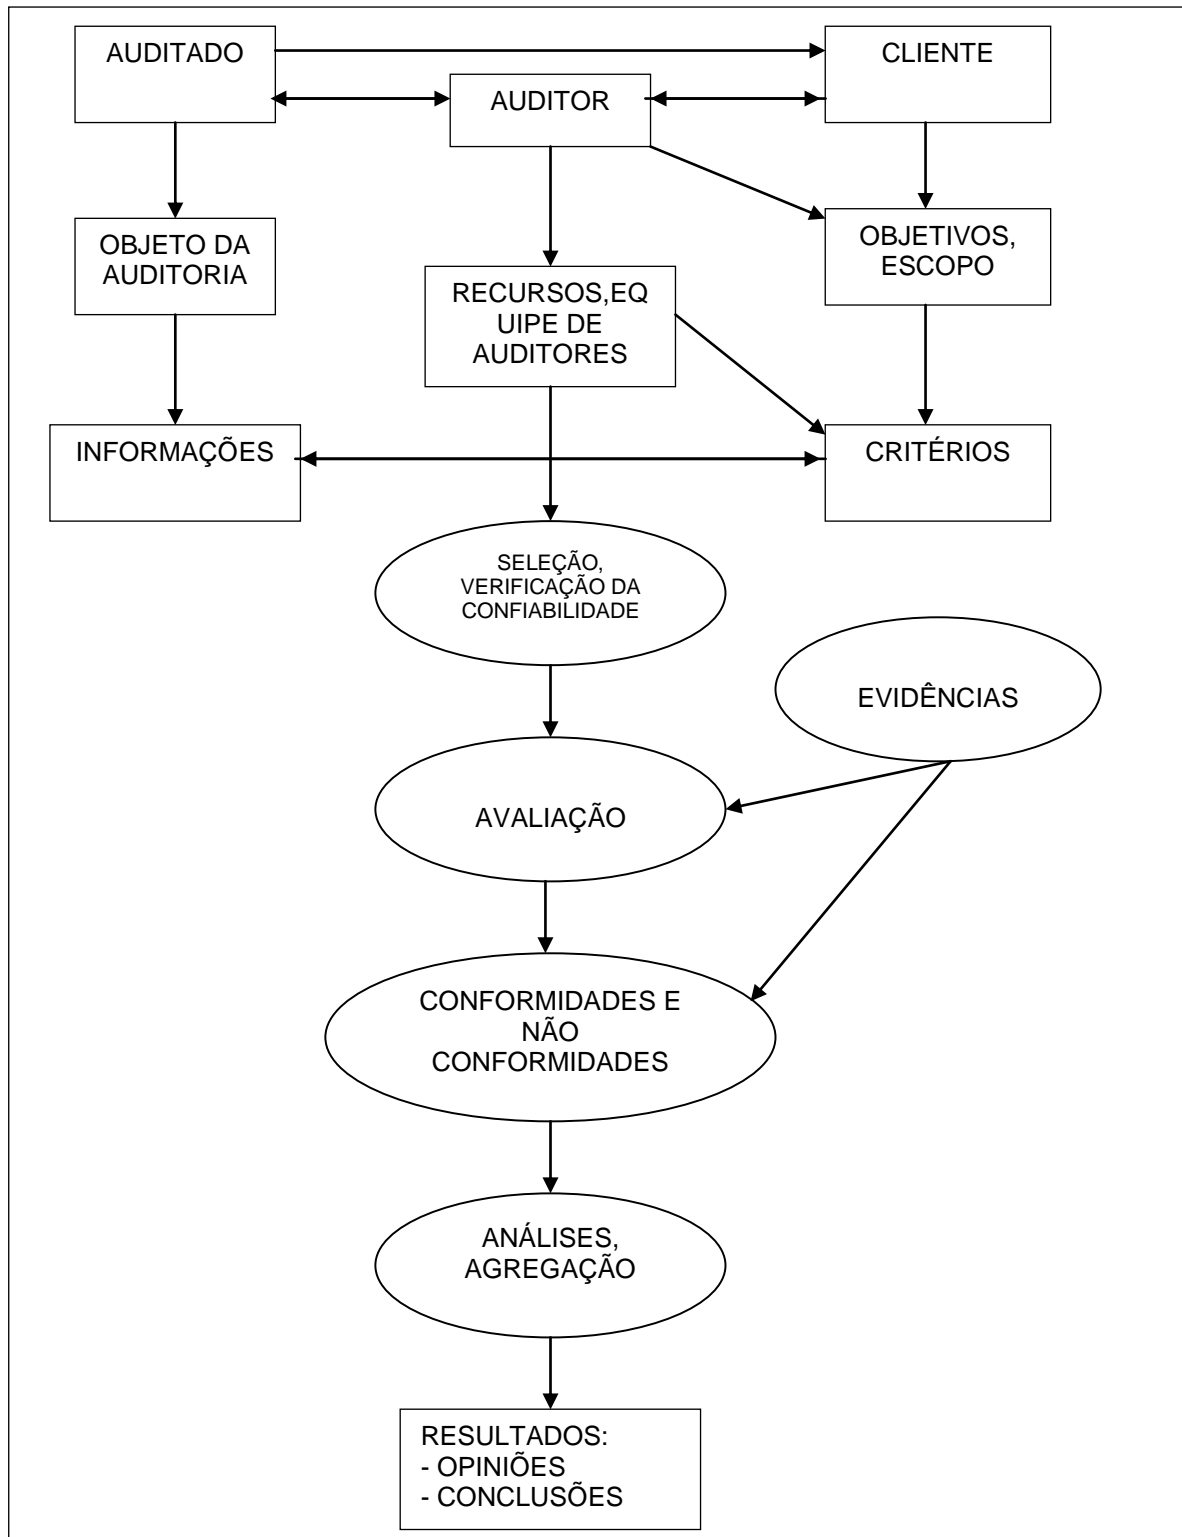 AUDITADO
CLIENTE
AUDITOR
OBJETO DA
AUDITORIA
OBJETIVOS,
ESCOPO
RECURSOS,EQ
UIPE DE
AUDITORES
INFORMAÇÕES
CRITÉRIOS
SELEÇÃO,
VERIFICAÇÃO DA
CONFIABILIDADE
EVIDÊNCIAS
AVALIAÇÃO
CONFORMIDADES E
NÃO
CONFORMIDADES
ANÁLISES,
AGREGAÇÃO
RESULTADOS:
- OPINIÕES
- CONCLUSÕES